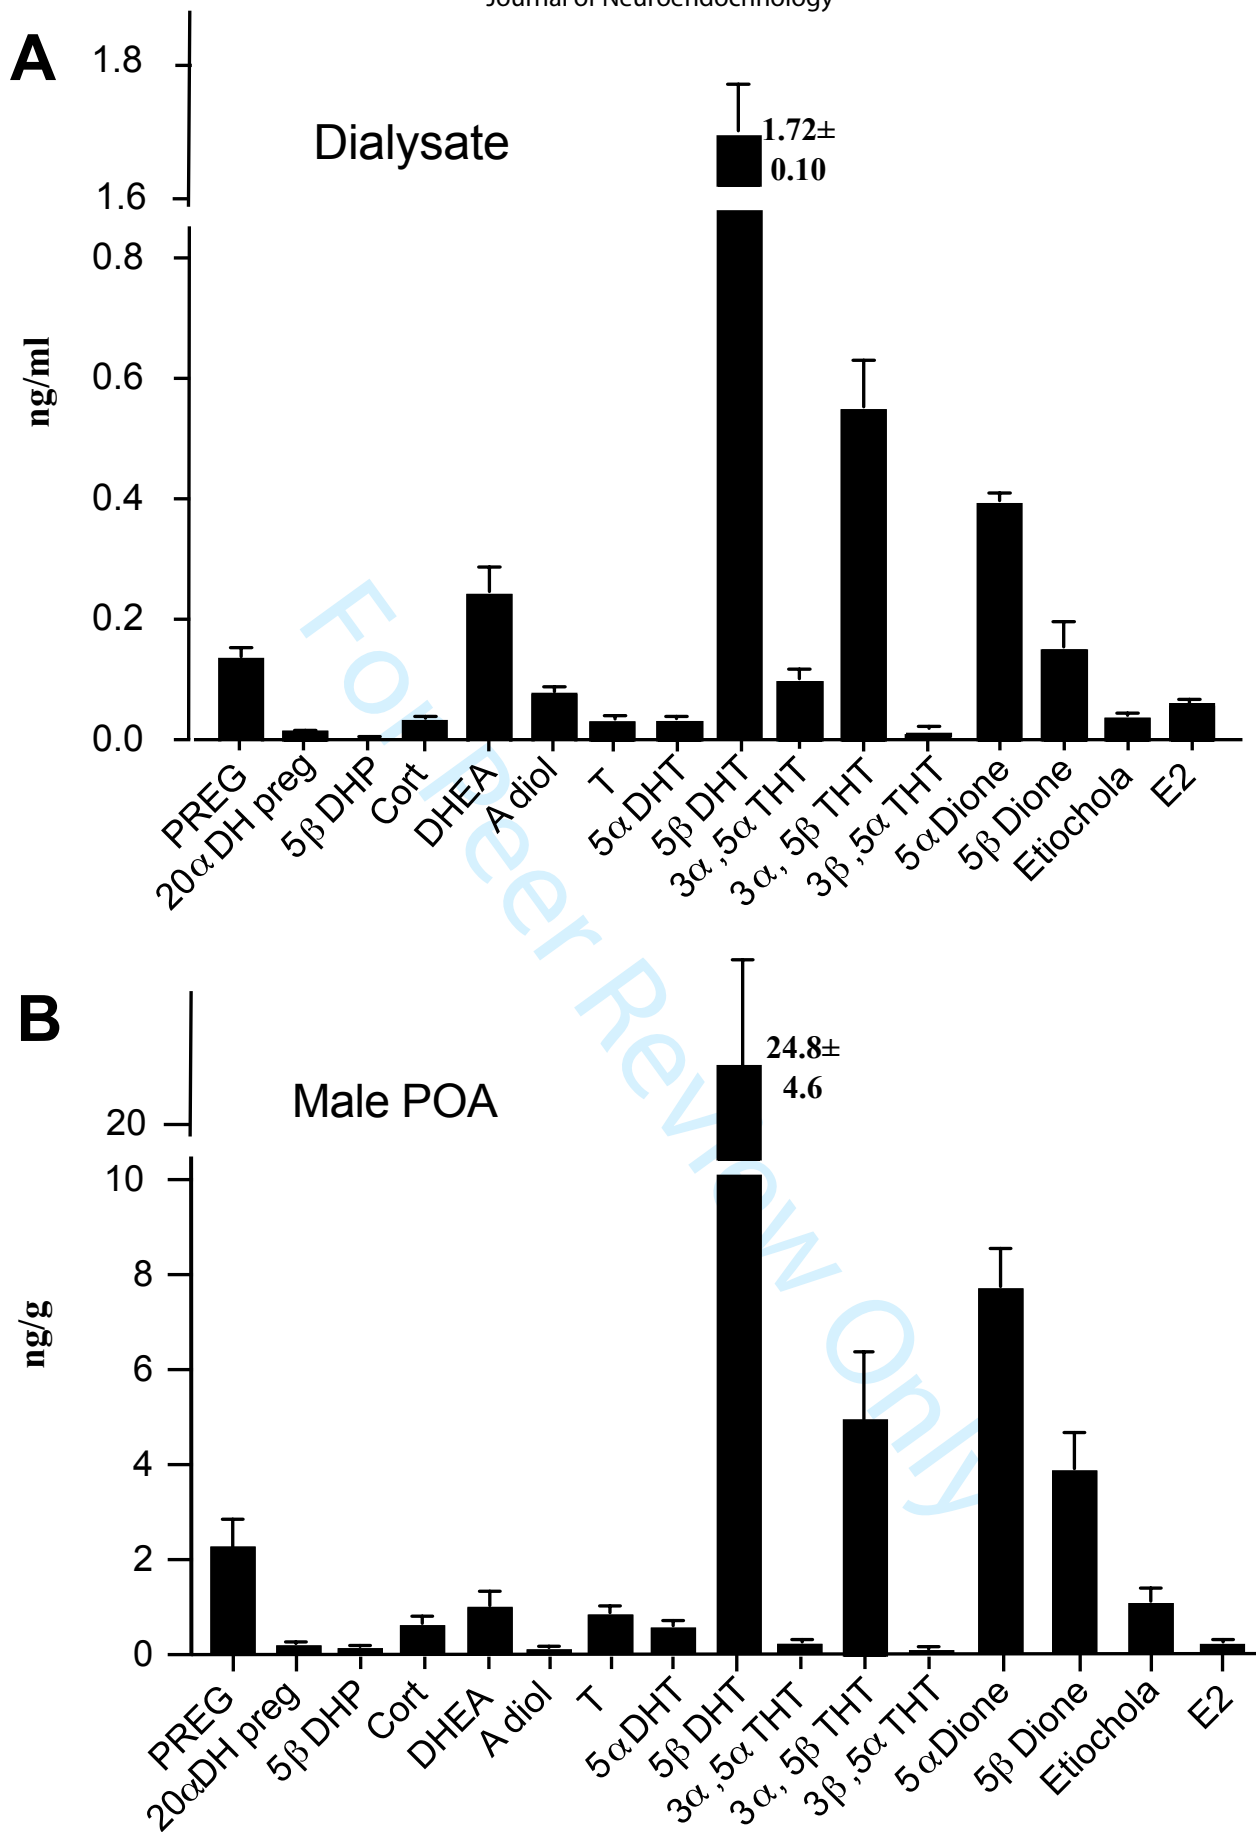 Journal of Neuroendocrinology
A
Dialysate
1.8
1.6
0.8
0.6
0.4
0.2
0.0
ng/ml
1.72±
0.10
PREG
20α DH preg
5β DHP
Cort
DHEA
A diol
T
5α DHT
5β DHT
3α ,5α THT
3α, 5β THT
3β ,5α THT
5α Dione
5β Dione
Etiochola
E2
For Peer Review Only
B
Male POA
20
10
8
6
4
2
0
ng/g
24.8±
4.6
PREG
20αDH preg
5β DHP
Cort
DHEA
A diol
T
5α DHT
5β DHT
3α ,5α THT
3α, 5β THT
3β ,5α THT
5 αDione
5β Dione
Etiochola
E2